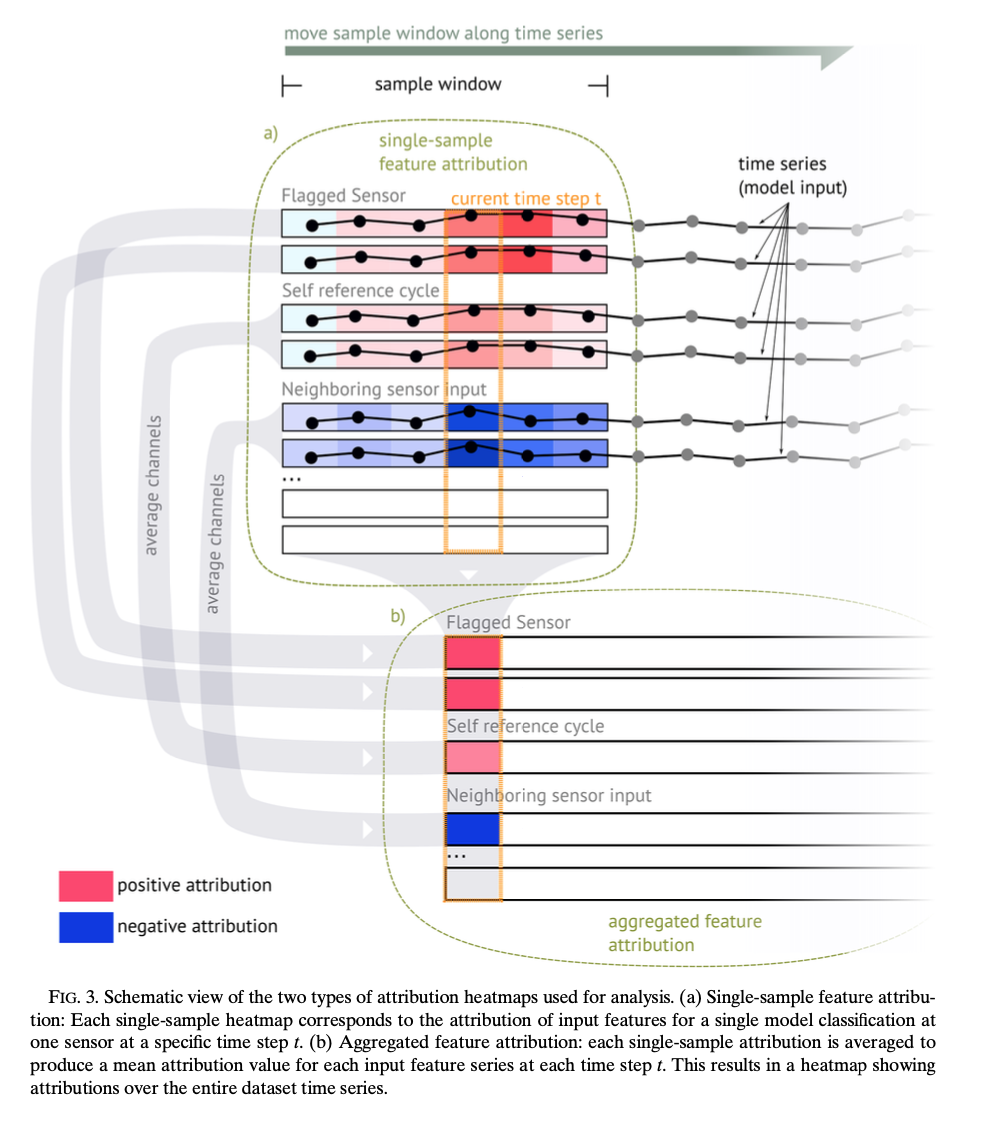 move sample window along time series
sample window
a)
single-sample
feature attribution
time series
(model input)
Flagged Sensor
current time step t
Self reference cycle
Neighboring sensor input
...
average channels
average channels
b)
Flagged Sensor
Self reference cycle
Neighboring sensor input
...
positive attribution
negative attribution
aggregated feature
attribution
FIG. 3. Schematic view of the two types of attribution heatmaps used for analysis. (a) Single-sample feature attribu-
tion: Each single-sample heatmap corresponds to the attribution of input features for a single model classification at
one sensor at a specific time step t. (b) Aggregated feature attribution: each single-sample attribution is averaged to
produce a mean attribution value for each input feature series at each time step t. This results in a heatmap showing
attributions over the entire dataset time series.